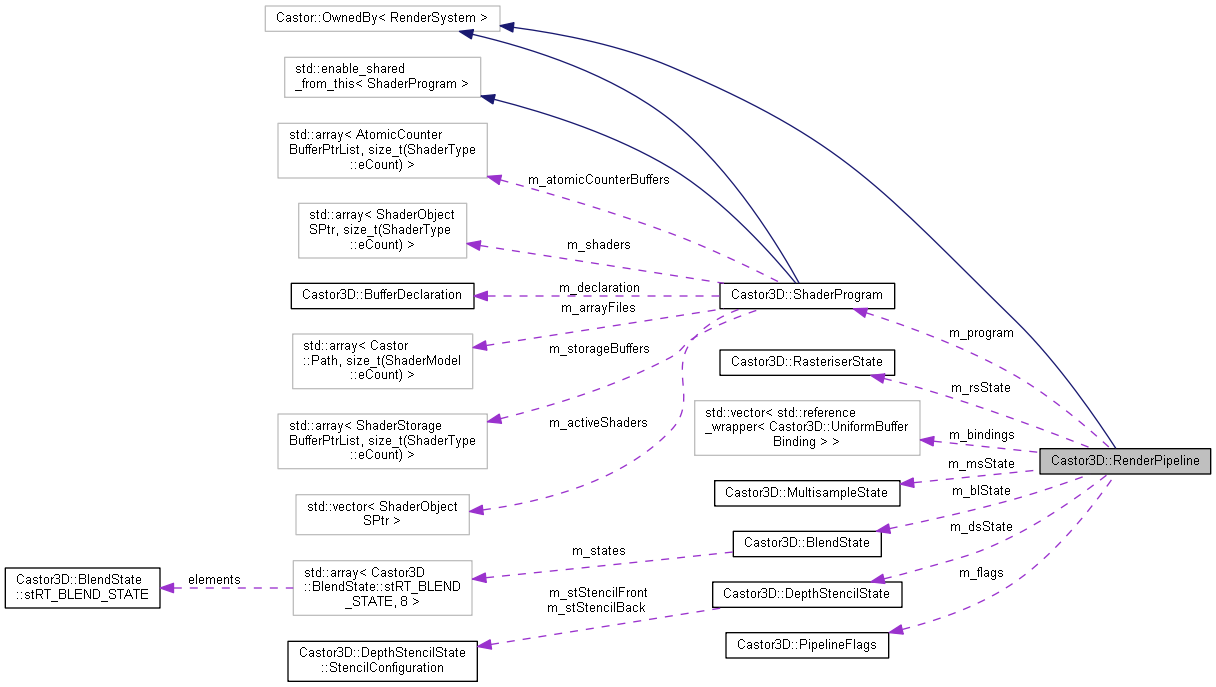 Castor::OwnedBy< RenderSystem >
std::enable_shared
_from_this< ShaderProgram >
std::array< AtomicCounter
BufferPtrList, size_t(ShaderType
::eCount) >
m_atomicCounterBuffers
std::array< ShaderObject
SPtr, size_t(ShaderType
::eCount) >
m_shaders
Castor3D::BufferDeclaration
m_declaration
Castor3D::ShaderProgram
m_arrayFiles
std::array< Castor
::Path, size_t(ShaderModel
::eCount) >
m_storageBuffers
m_program
Castor3D::RasteriserState
m_rsState
std::array< ShaderStorage
BufferPtrList, size_t(ShaderType
::eCount) >
m_activeShaders
std::vector< std::reference
_wrapper< Castor3D::UniformBuffer
Binding > >
m_bindings
Castor3D::RenderPipeline
m_msState
Castor3D::MultisampleState
std::vector< ShaderObject
SPtr >
m_blState
Castor3D::BlendState
m_dsState
m_states
std::array< Castor3D
::BlendState::stRT_BLEND
_STATE, 8 >
elements
Castor3D::BlendState
::stRT_BLEND_STATE
m_flags
Castor3D::DepthStencilState
m_stStencilFront
m_stStencilBack
Castor3D::DepthStencilState
::StencilConfiguration
Castor3D::PipelineFlags